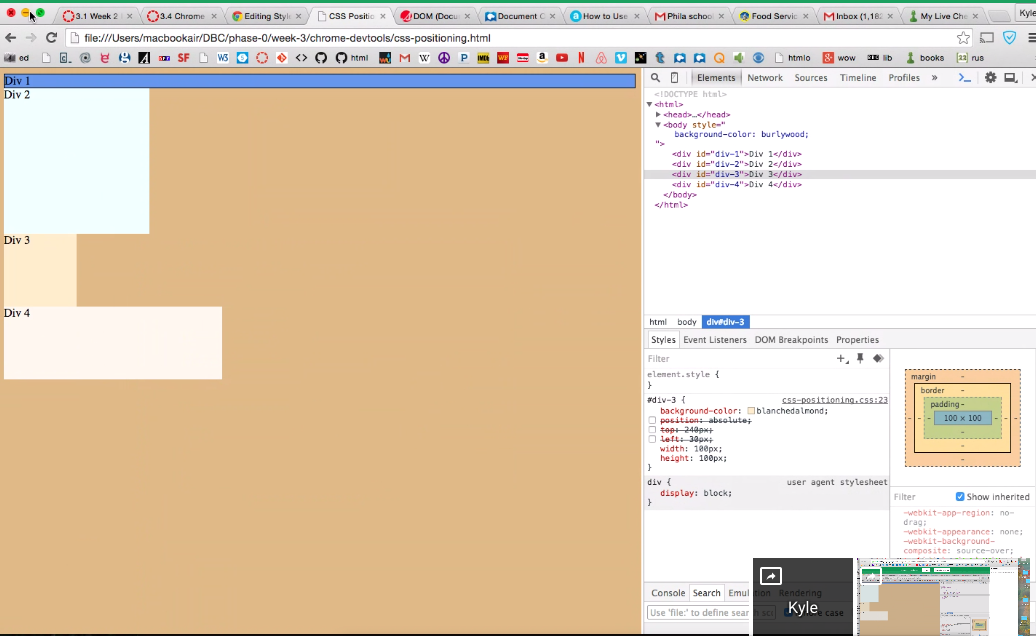 3.1 Week 2
3.4 Chrome
Editing Styl
CSS Positio
DOM (Docu
Document O
How to Use
Phila schoo
Food Servic
Inbox (1,18
My Live Che
Kyle
file:///Users/macbookair/DBC/phase-0/week-3/chrome-devtools/css-positioning.html
ed
html
htmlo
wow
lib
books
rus
Div 1
Div 2
Div 3
Div 4
Elements Network Sources Timeline Profiles »
<!DOCTYPE html>
<html>
<head>…</head>
<body style="
background-color: burlywood;
">
<div id="div-1">Div 1</div>
<div id="div-2">Div 2</div>
<div id="div-3">Div 3</div>
<div id="div-4">Div 4</div>
</body>
</html>
html body div#div-3
Styles Event Listeners DOM Breakpoints Properties
Filter
element.style {
}
#div-3 { css-positioning.css:23
background-color: blanchedalmond;
position: absolute;
top: 240px;
left: 30px;
width: 100px;
height: 100px;
}
div { user agent stylesheet
display: block;
}
margin -
border -
padding -
100 × 100
Filter Show inherited
-webkit-app-region: no-
drag;
-webkit-appearance: none;
-webkit-background-
composite: source-over;
Console Search Emulation Rendering
Use 'file:' to define sear
case
Kyle